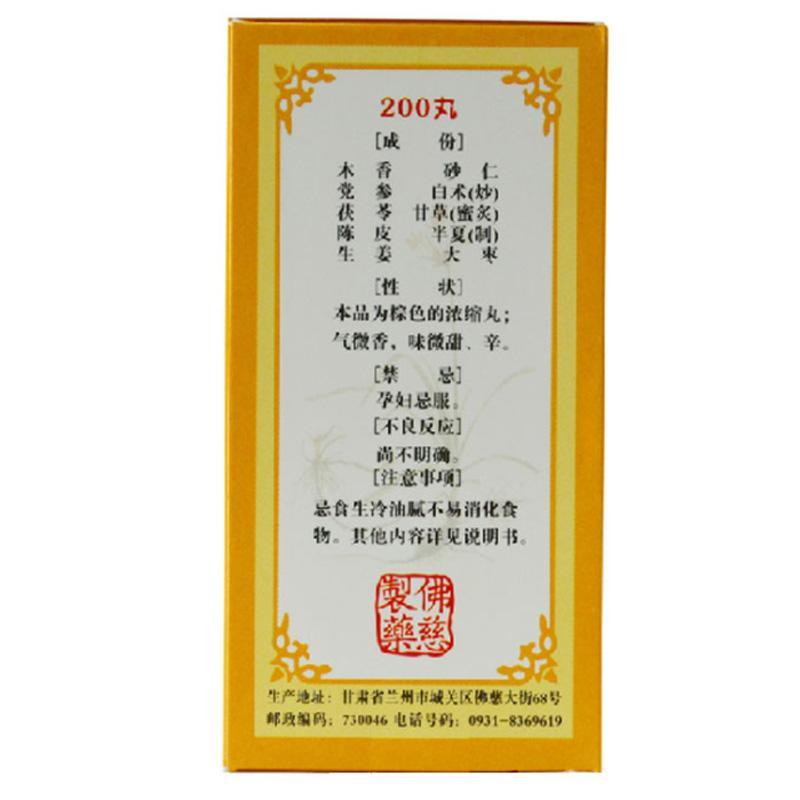 200丸
[成 份]
木 香 砂 仁
党 参 白术(炒)
茯 苓 甘草(蜜炙)
陈 皮 半夏(制)
生 姜 大 枣
[性 状]
本品为棕色的浓缩丸；
气微香，味微甜、辛。
[禁 忌]
孕妇忌服。
[不良反应]
尚不明确。
[注意事项]
忌食生冷油腻不易消化食
物。其他内容详见说明书。
佛慈
製藥
生产地址：甘肃省兰州市城关区佛慈大街68号
邮政编码：730046 电话号码：0931-8369619